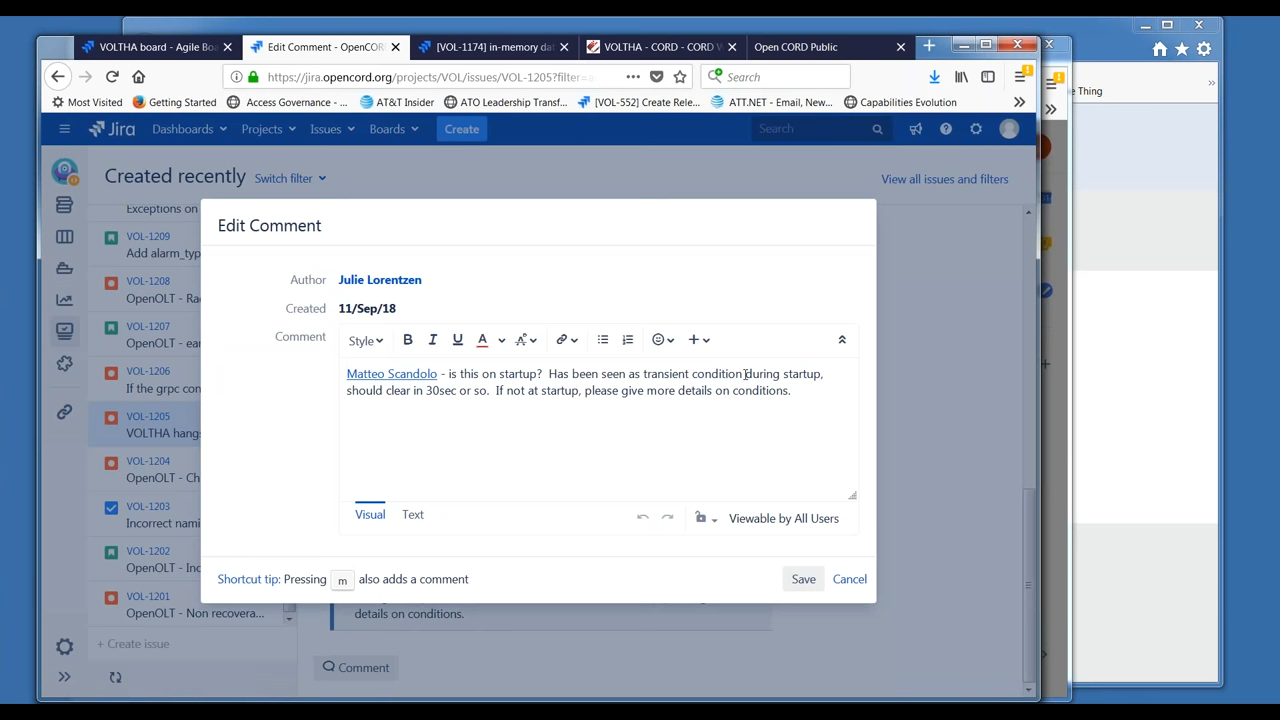 VOLTHA board - Agile Boa
Edit Comment - OpenCOR
[VOL-1174] in-memory dat
VOLTHA - CORD - CORD W
Open CORD Public
https://jira.opencord.org/projects/VOL/issues/VOL-1205?filter=a
Search
Most Visited
Getting Started
Access Governance - ...
AT&T Insider
ATO Leadership Transf...
[VOL-552] Create Rele...
ATT.NET - Email, New...
Capabilities Evolution
e Thing
Jira
Dashboards
Projects
Issues
Boards
Create
Search
Created recently
Switch filter
View all issues and filters
Exceptions on
VOL-1209
Add alarm_typ
VOL-1208
OpenOLT - Ra
VOL-1207
OpenOLT - ear
VOL-1206
If the grpc con
VOL-1205
VOLTHA hangs
VOL-1204
OpenOLT - Ch
VOL-1203
Incorrect nami
VOL-1202
OpenOLT - Inc
VOL-1201
OpenOLT - Non recovera...
+ Create issue
Edit Comment
Author Julie Lorentzen
Created 11/Sep/18
Comment
Style B I U A
Matteo Scandolo - is this on startup? Has been seen as transient condition during startup,
should clear in 30sec or so. If not at startup, please give more details on conditions.
Visual Text
Viewable by All Users
Shortcut tip: Pressing m also adds a comment
Save Cancel
details on conditions.
Comment